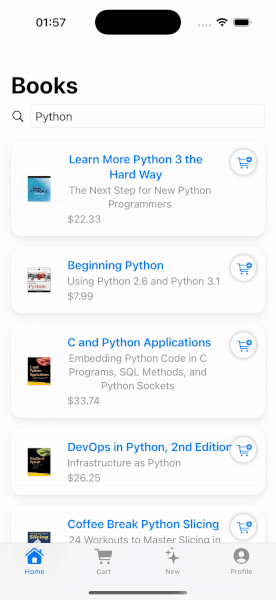 01:57
Books
Python
Learn More Python 3 the
Hard Way
The Next Step for New Python
Programmers
$22.33
Beginning Python
Using Python 2.6 and Python 3.1
$7.99
C and Python Applications
Embedding Python Code in C
Programs, SQL Methods, and
Python Sockets
$33.74
DevOps in Python, 2nd Edition
Infrastructure as Python
$26.25
Coffee Break Python Slicing
24 Workouts to Master Slicing in
Home
Cart
New
Profile